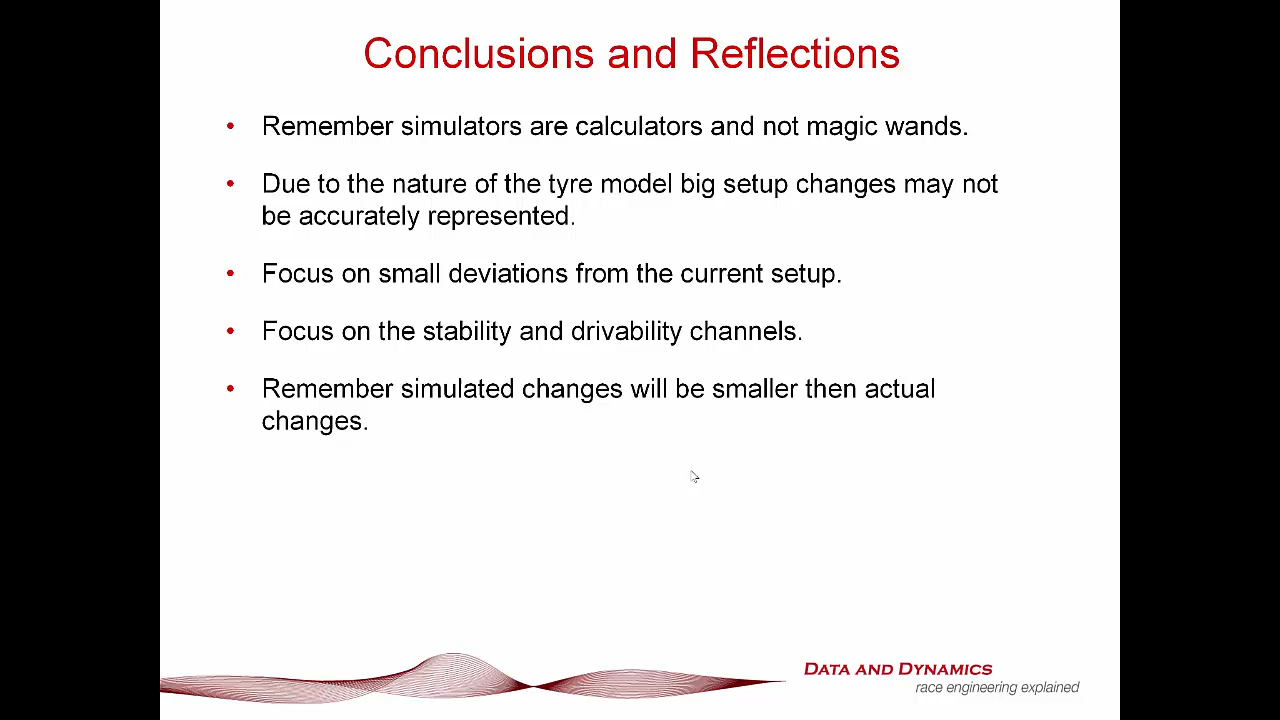 Conclusions and Reflections
• Remember simulators are calculators and not magic wands.
• Due to the nature of the tyre model big setup changes may not
be accurately represented.
• Focus on small deviations from the current setup.
• Focus on the stability and drivability channels.
• Remember simulated changes will be smaller then actual
changes.
DATA AND DYNAMICS
race engineering explained